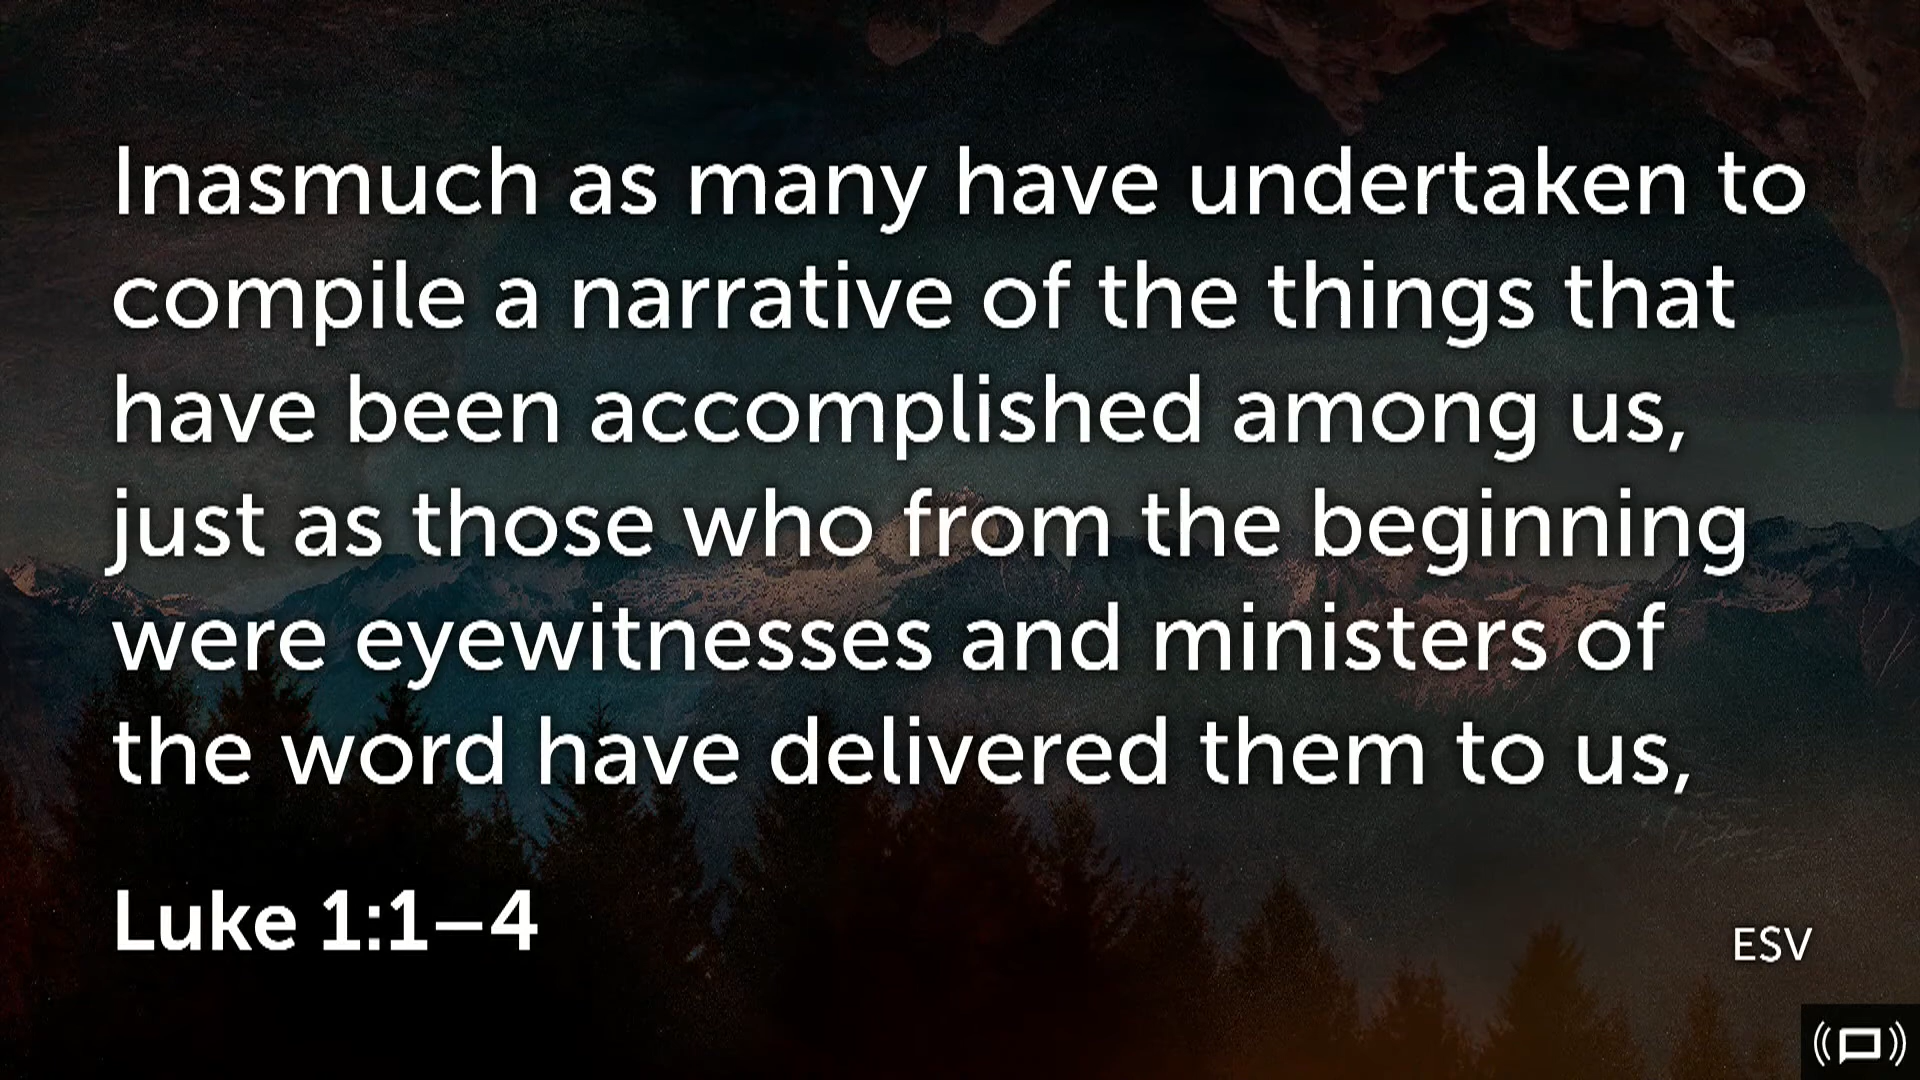 Inasmuch as many have undertaken to
compile a narrative of the things that
have been accomplished among us,
just as those who from the beginning
were eyewitnesses and ministers of
the word have delivered them to us,
Luke 1:1–4
ESV